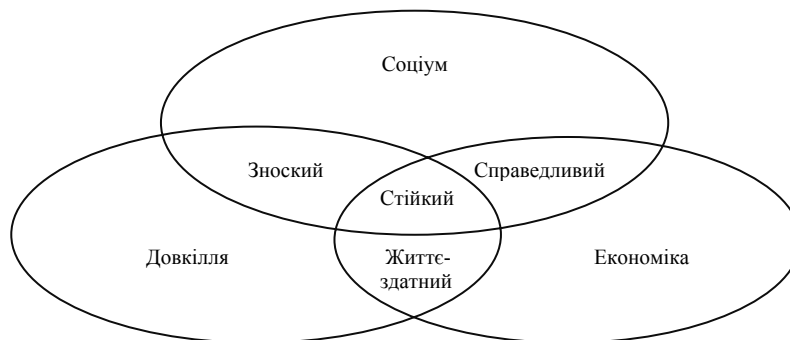 Соціум
Зноский
Справедливий
Стійкий
Довкілля
Життє-
здатний
Економіка